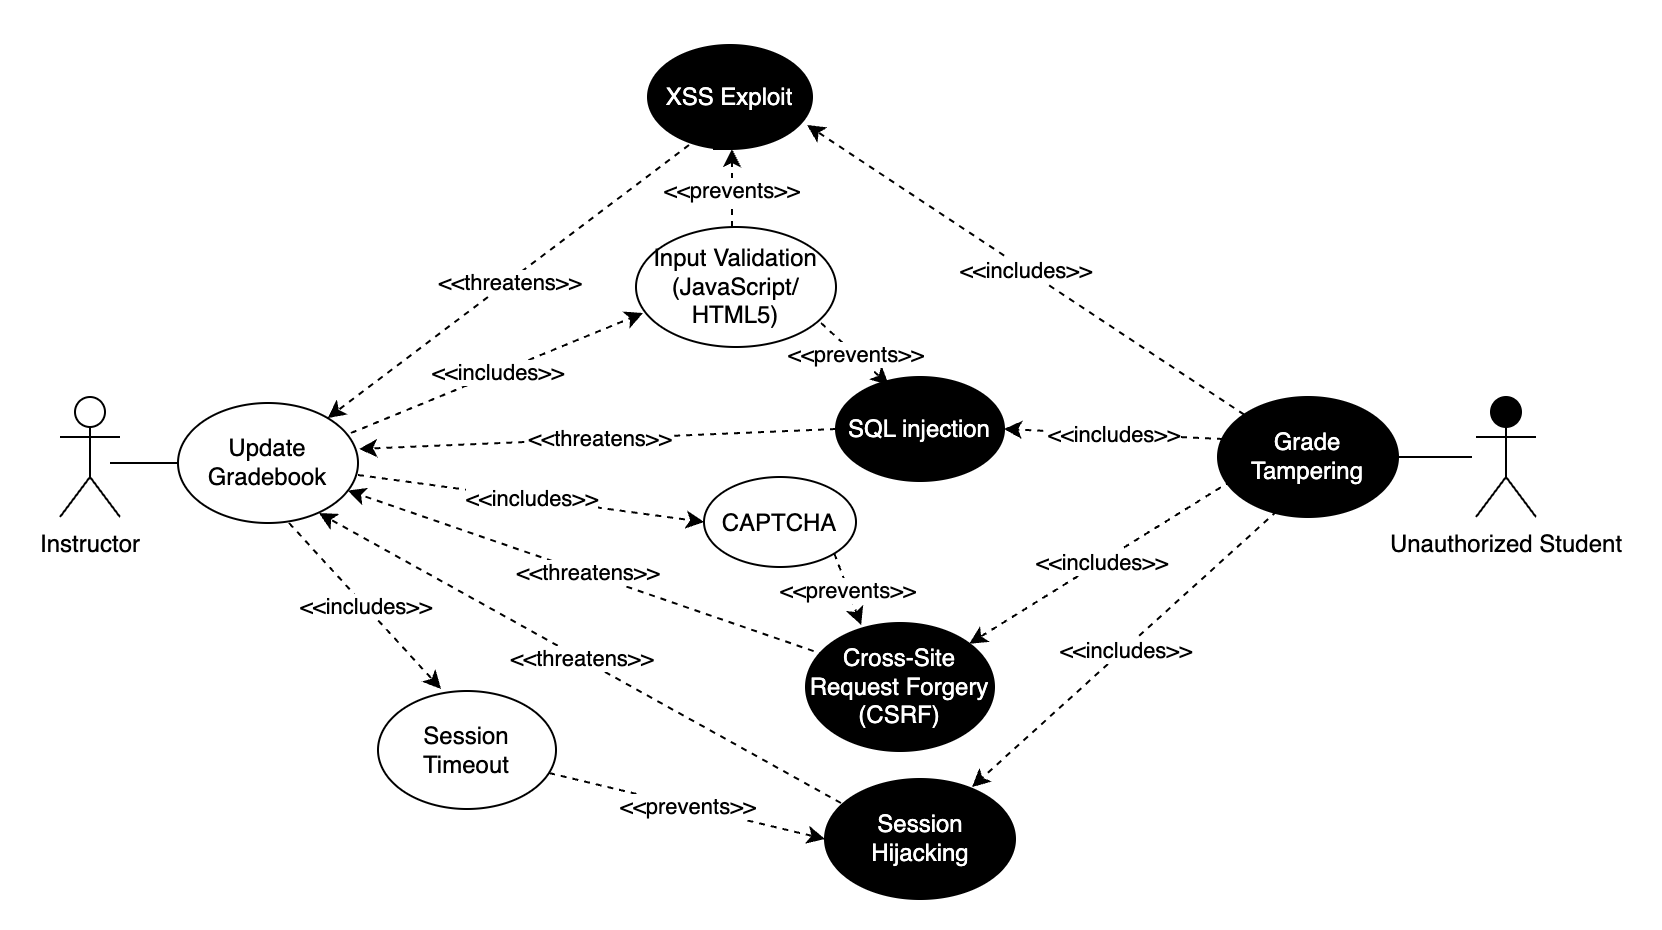 XSS Exploit
<<prevents>>
Input Validation
(JavaScript/
HTML5)
<<threatens>>
<<includes>>
<<includes>>
<<prevents>>
<<includes>>
SQL injection
<<threatens>>
<<includes>>
Update
Gradebook
Grade
Tampering
Instructor
Unauthorized Student
<<includes>>
CAPTCHA
<<threatens>>
<<prevents>>
<<includes>>
<<includes>>
<<threatens>>
Cross-Site
Request Forgery
(CSRF)
<<includes>>
Session
Timeout
<<prevents>>
Session
Hijacking